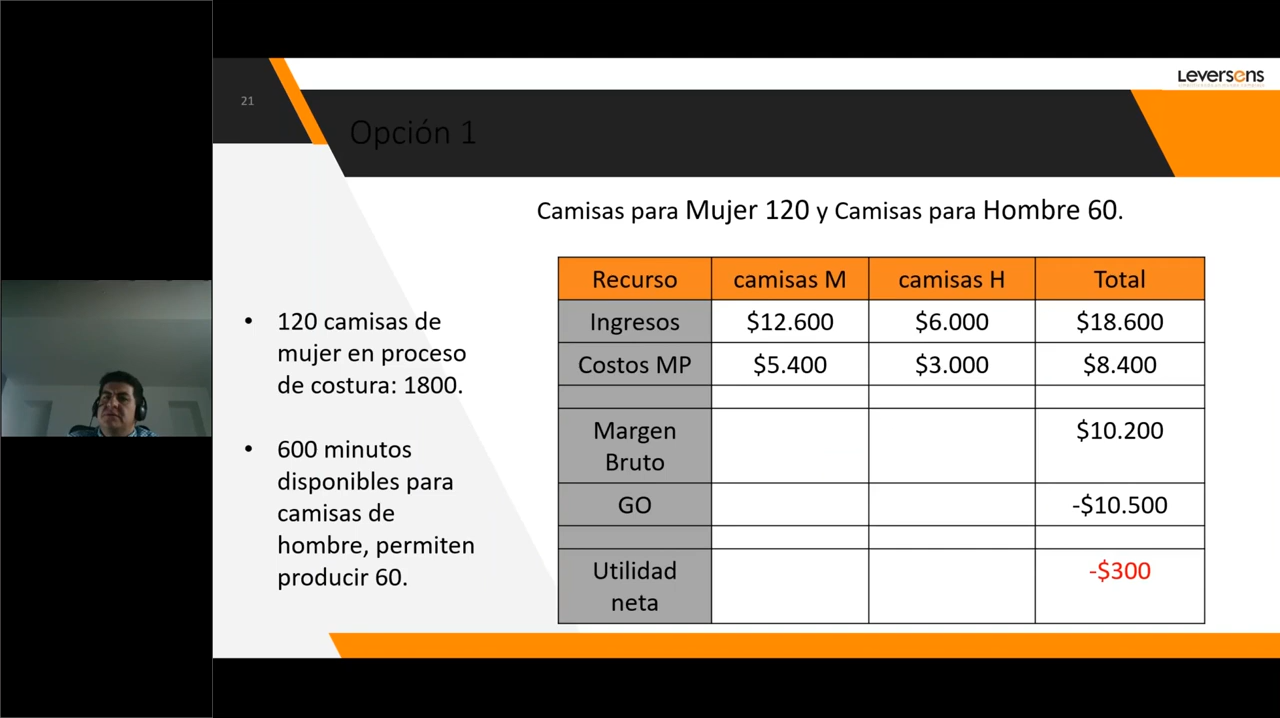 21
Leversens
Opción 1
Camisas para Mujer 120 y Camisas para Hombre 60.
120 camisas de
mujer en proceso
de costura: 1800.
600 minutos
disponibles para
camisas de
hombre, permiten
producir 60.
Recurso camisas M camisas H Total
Ingresos $12.600 $6.000 $18.600
Costos MP $5.400 $3.000 $8.400
Margen
Bruto
$10.200
GO -$10.500
Utilidad
neta
-$300